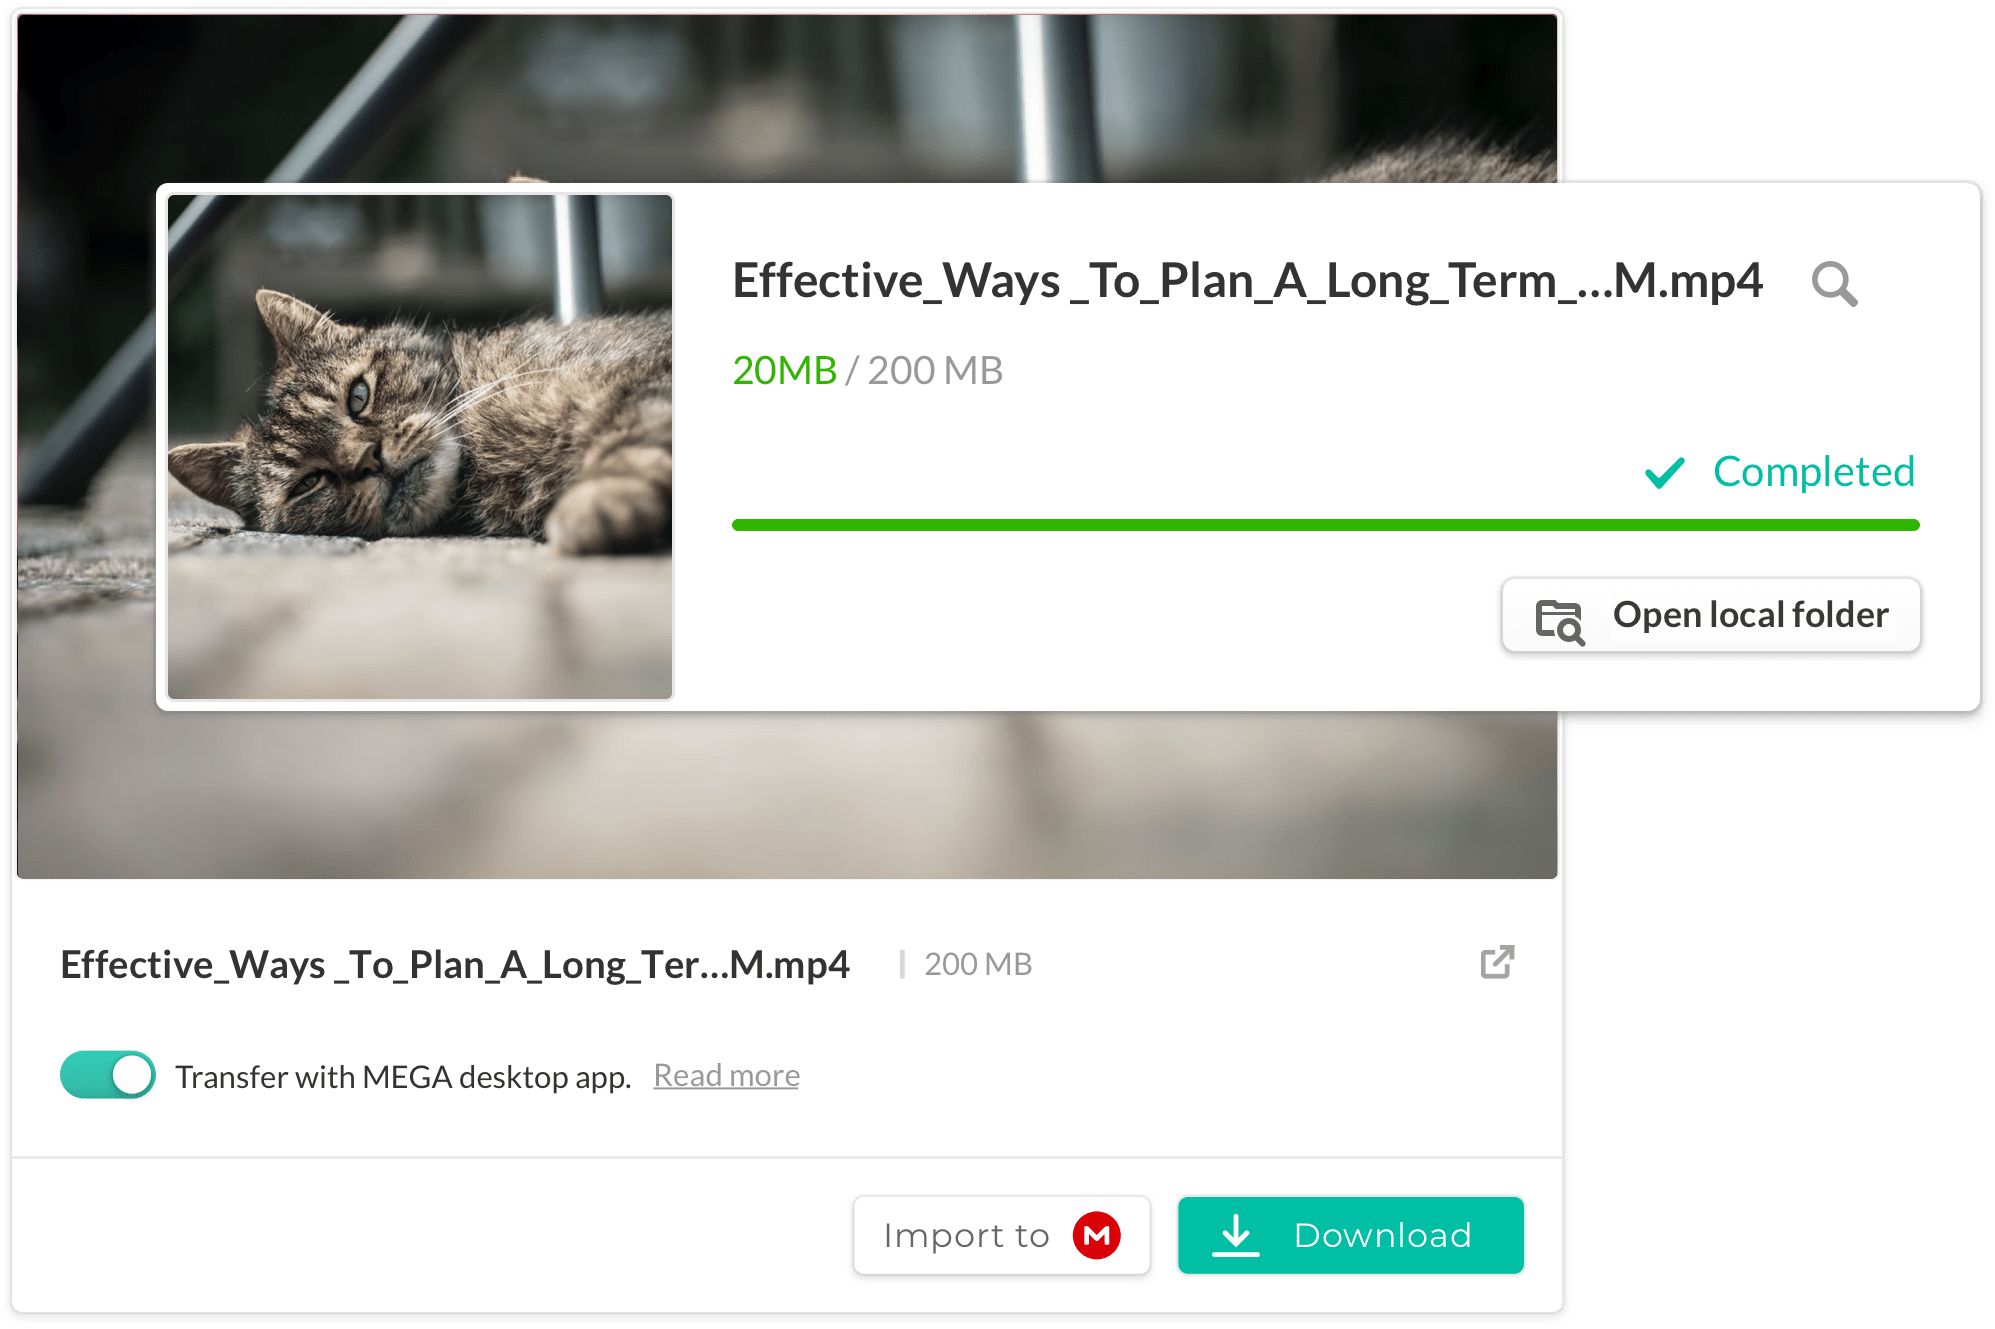 Effective_Ways _To_Plan_A_Long_Term_...M.mp4
20MB / 200 MB
Completed
Open local folder
Effective_Ways _To_Plan_A_Long_Ter...M.mp4 | 200 MB
Transfer with MEGA desktop app. Read more
Import to M
Download